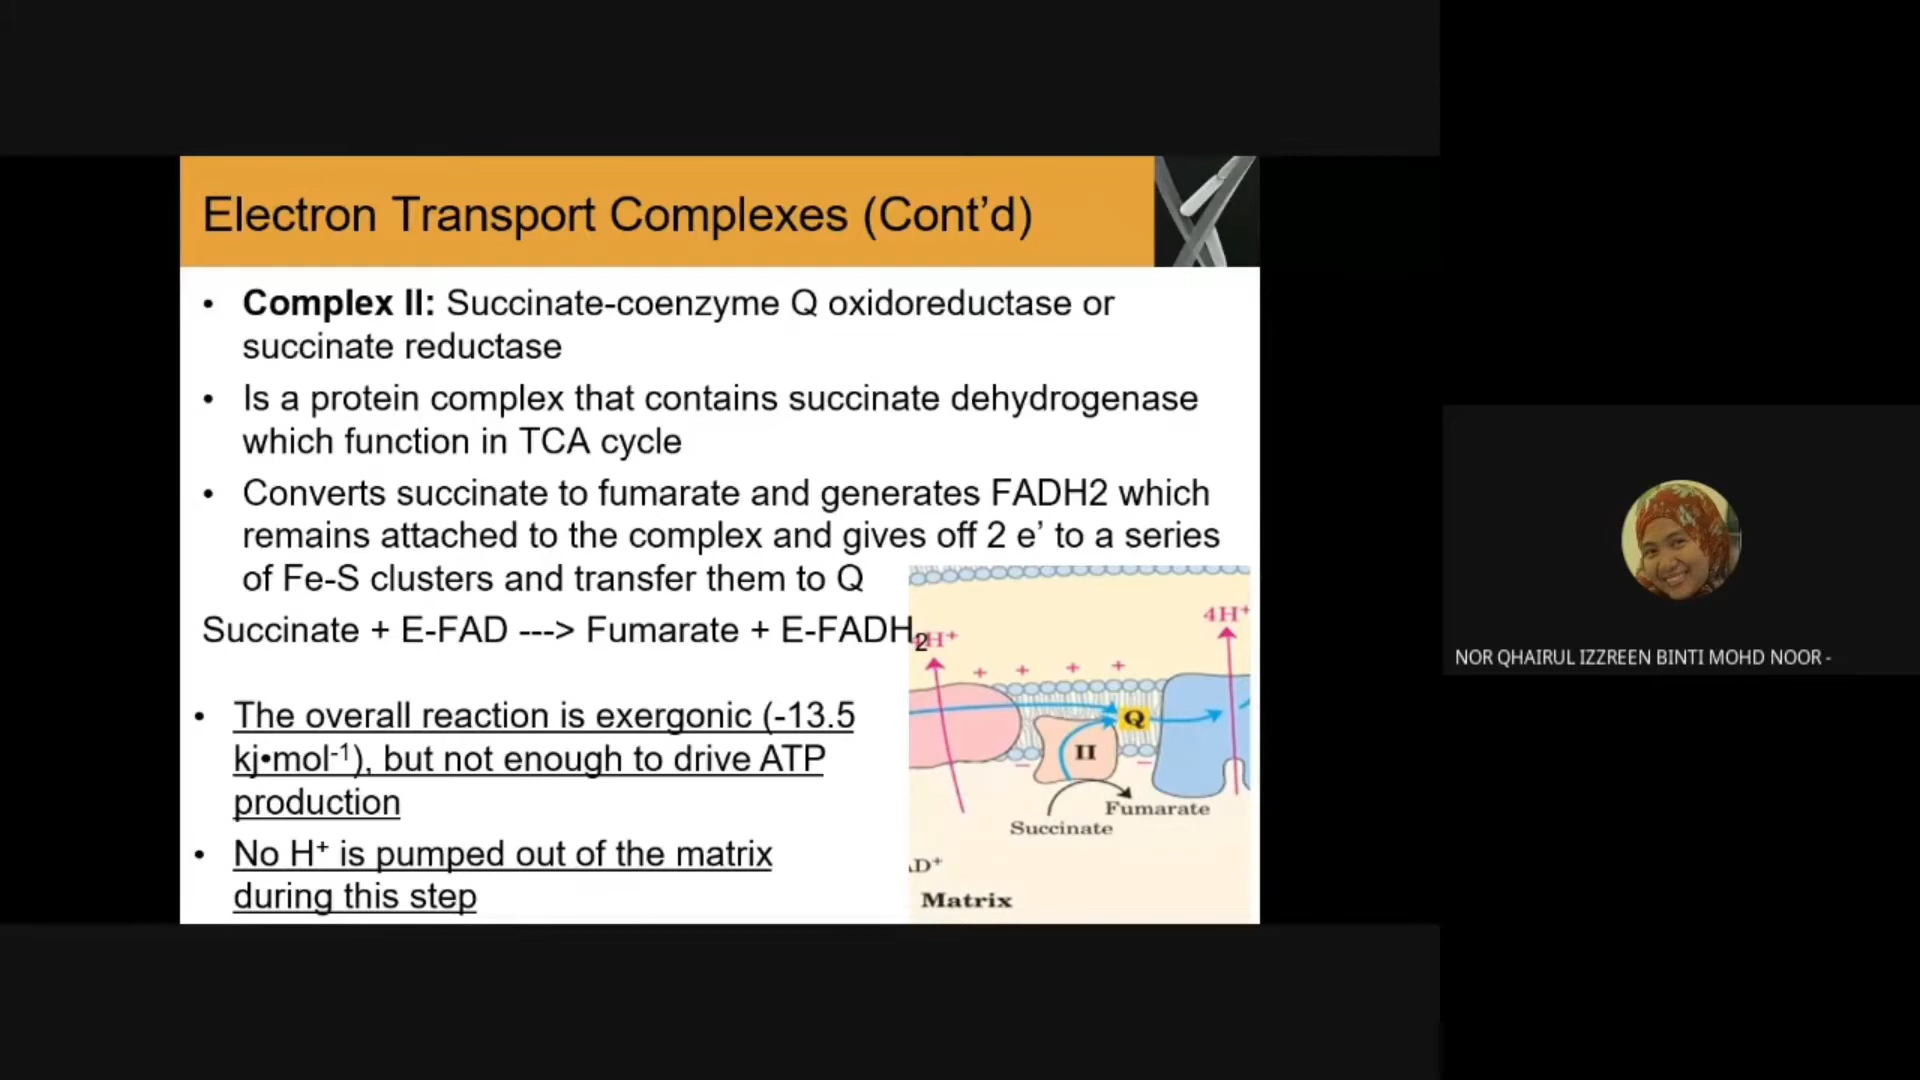 Electron Transport Complexes (Cont’d)
• Complex II: Succinate-coenzyme Q oxidoreductase or
succinate reductase
• Is a protein complex that contains succinate dehydrogenase
which function in TCA cycle
• Converts succinate to fumarate and generates FADH2 which
remains attached to the complex and gives off 2 e’ to a series
of Fe-S clusters and transfer them to Q
Succinate + E-FAD ---> Fumarate + E-FADH₂
• The overall reaction is exergonic (-13.5
kj•mol⁻¹), but not enough to drive ATP
production
• No H⁺ is pumped out of the matrix
during this step
4H⁺
H⁺
+ + + +
Q
II
− −
Fumarate
Succinate
AD⁺
Matrix
NOR QHAIRUL IZZREEN BINTI MOHD NOOR -